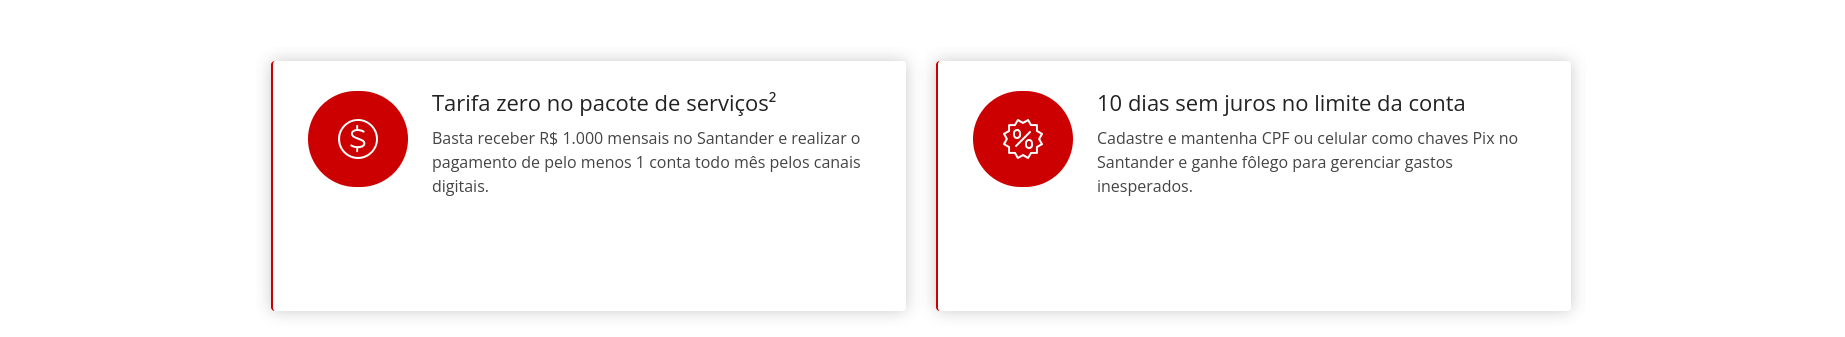 Tarifa zero no pacote de serviços²
Basta receber R$ 1.000 mensais no Santander e realizar o
pagamento de pelo menos 1 conta todo mês pelos canais
digitais.
10 dias sem juros no limite da conta
Cadastre e mantenha CPF ou celular como chaves Pix no
Santander e ganhe fôlego para gerenciar gastos
inesperados.